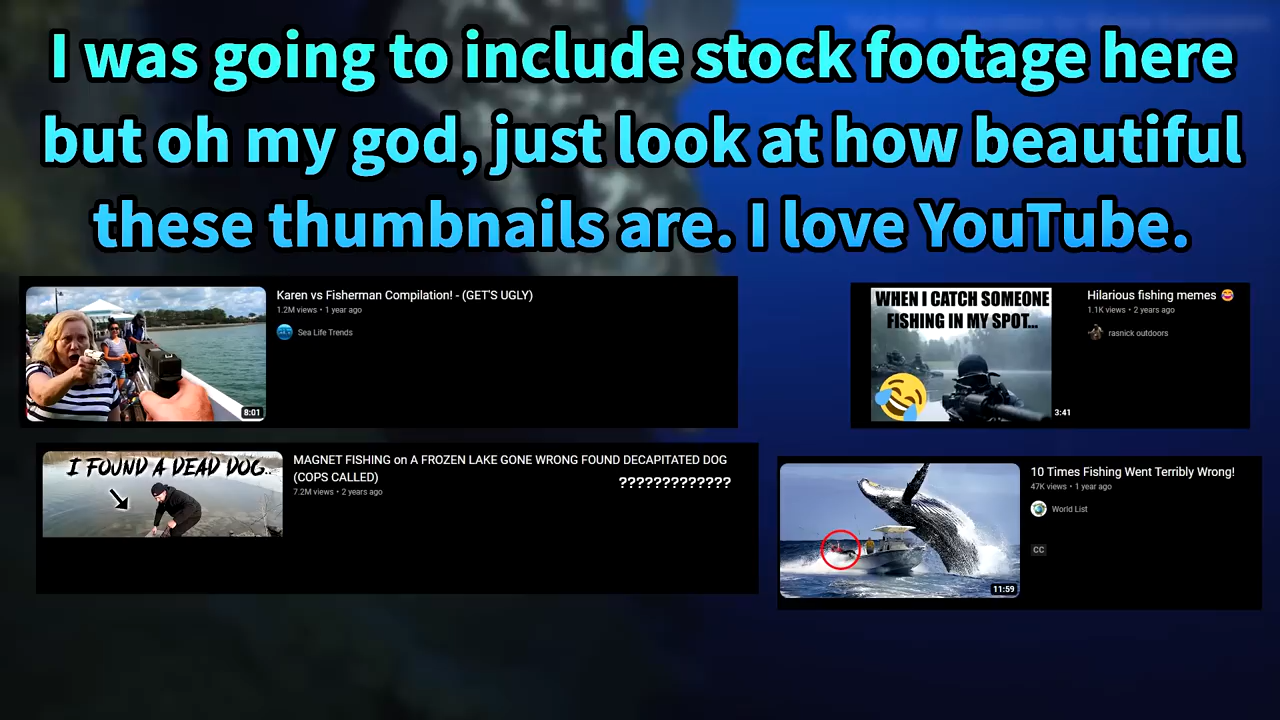 I was going to include stock footage here
but oh my god, just look at how beautiful
these thumbnails are. I love YouTube.
Karen vs Fisherman Compilation! - (GET'S UGLY)
1.2M views • 1 year ago
Sea Life Trends
8:01
WHEN I CATCH SOMEONE
FISHING IN MY SPOT...
3:41
Hilarious fishing memes 😂
1.1K views • 2 years ago
rasnick outdoors
I FOUND A DEAD DOG..
MAGNET FISHING on A FROZEN LAKE GONE WRONG FOUND DECAPITATED DOG
(COPS CALLED)
?????????????
7.2M views • 2 years ago
10 Times Fishing Went Terribly Wrong!
47K views • 1 year ago
World List
CC
11:59